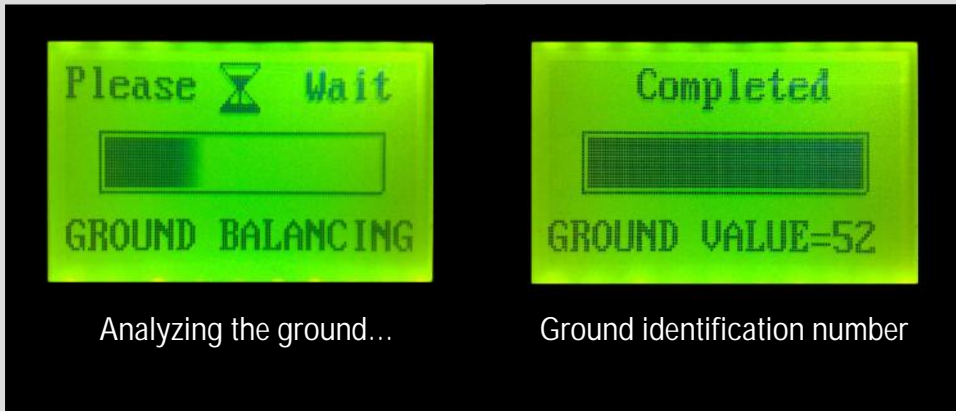 Please Wait
GROUND BALANCING
Analyzing the ground...
Completed
GROUND VALUE=52
Ground identification number